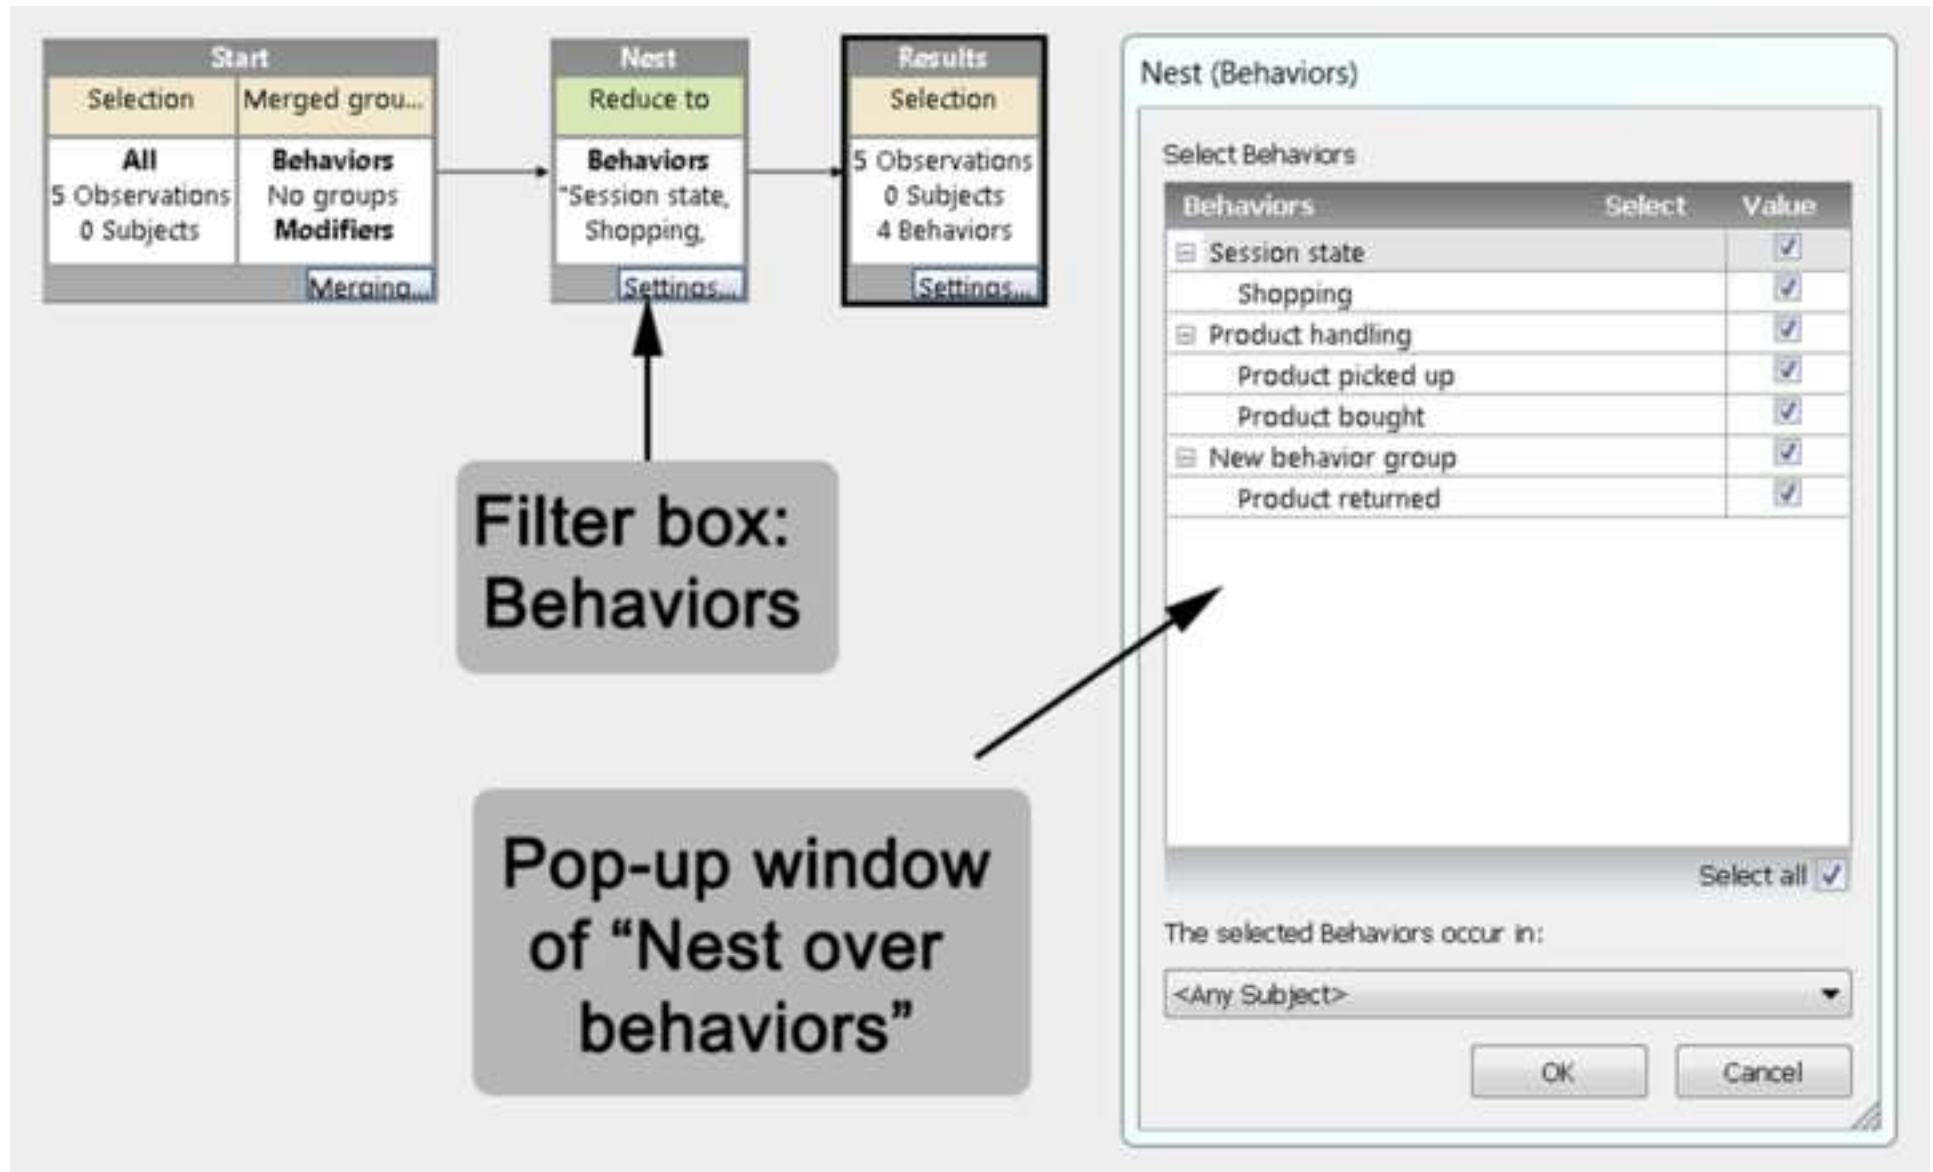 Start
Selection
Merged grou...
All
5 Observations
0 Subjects
Behaviors
No groups
Modifiers
Merging...
Nest
Reduce to
Behaviors
"Session state,
Shopping,
Settings...
Results
Selection
5 Observations
0 Subjects
4 Behaviors
Settings...
Filter box:
Behaviors
Pop-up window
of “Nest over
behaviors”
Nest (Behaviors)
Select Behaviors
Behaviors Select Value
Session state
Shopping
Product handling
Product picked up
Product bought
New behavior group
Product returned
Select all
The selected Behaviors occur in:
<Any Subject>
OK Cancel